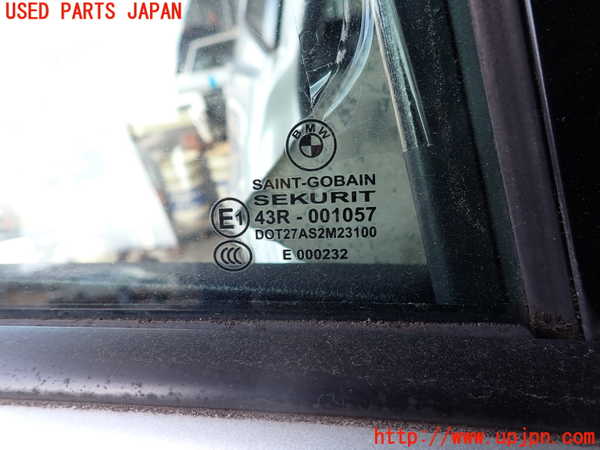 USED PARTS JAPAN
BMW
SAINT-GOBAIN
SEKURIT
E1 43R - 001057
DOT27AS2M23100
CCC E 000232
http://www.upjpn.com